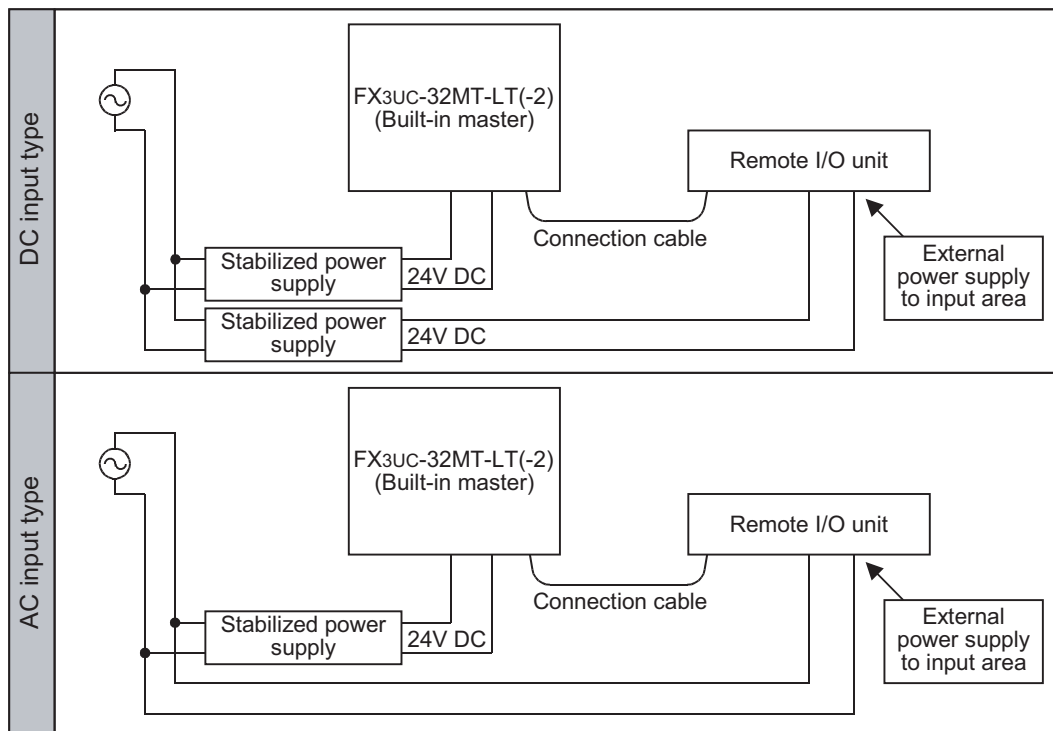 DC input type
FX3UC-32MT-LT(-2)
(Built-in master)
Remote I/O unit
Connection cable
External
power supply
to input area
Stabilized power
supply
24V DC
Stabilized power
supply
24V DC
AC input type
FX3UC-32MT-LT(-2)
(Built-in master)
Remote I/O unit
Connection cable
External
power supply
to input area
Stabilized power
supply
24V DC